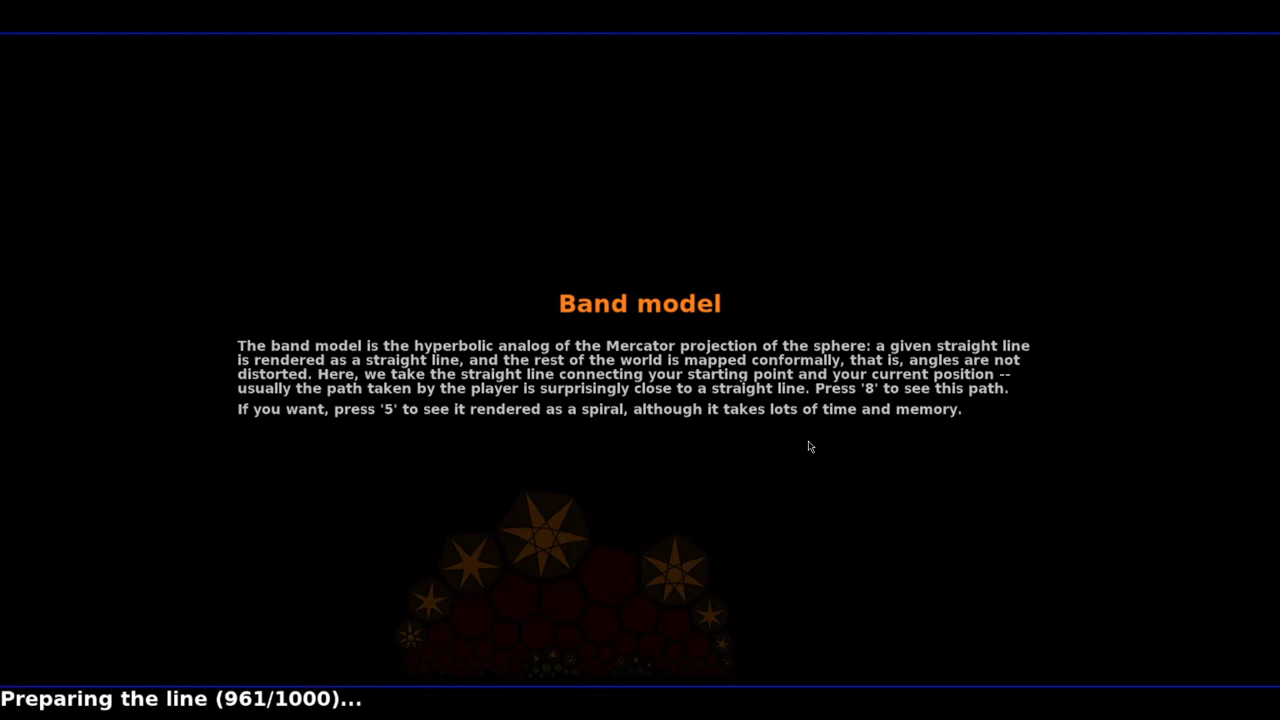 Band model
The band model is the hyperbolic analog of the Mercator projection of the sphere: a given straight line
is rendered as a straight line, and the rest of the world is mapped conformally, that is, angles are not
distorted. Here, we take the straight line connecting your starting point and your current position --
usually the path taken by the player is surprisingly close to a straight line. Press '8' to see this path.
If you want, press '5' to see it rendered as a spiral, although it takes lots of time and memory.
Preparing the line (961/1000)...